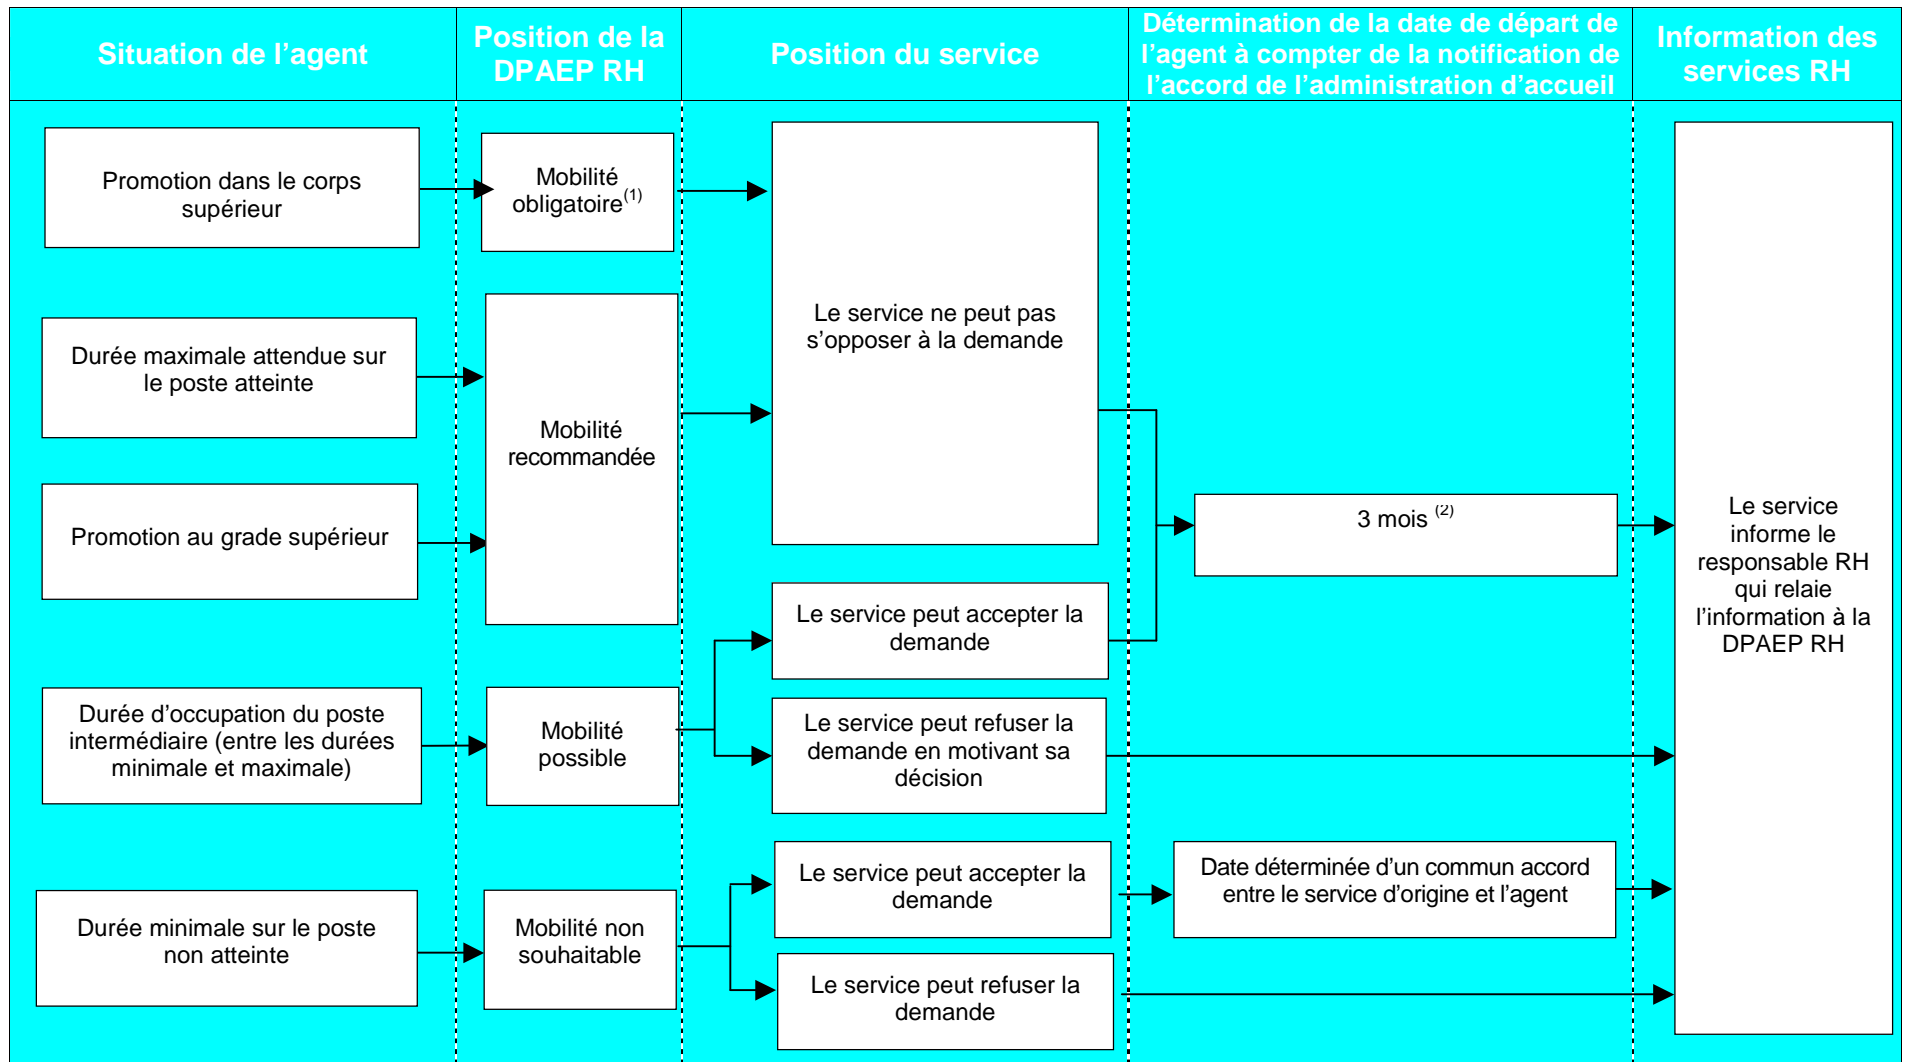 Situation de l’agent
Position de la
DPAEP RH
Position du service
Détermination de la date de départ de
l’agent à compter de la notification de
l’accord de l’administration d’accueil
Information des
services RH
Promotion dans le corps
supérieur
Mobilité
obligatoire(1)
Durée maximale attendue sur
le poste atteinte
Promotion au grade supérieur
Mobilité
recommandée
Le service ne peut pas
s’opposer à la demande
3 mois (2)
Durée d’occupation du poste
intermédiaire (entre les durées
minimale et maximale)
Mobilité
possible
Le service peut accepter la
demande
Le service peut refuser la
demande en motivant sa
décision
Durée minimale sur le poste
non atteinte
Mobilité non
souhaitable
Le service peut accepter la
demande
Date déterminée d’un commun accord
entre le service d’origine et l’agent
Le service peut refuser la
demande
Le service
informe le
responsable RH
qui relaie
l’information à la
DPAEP RH